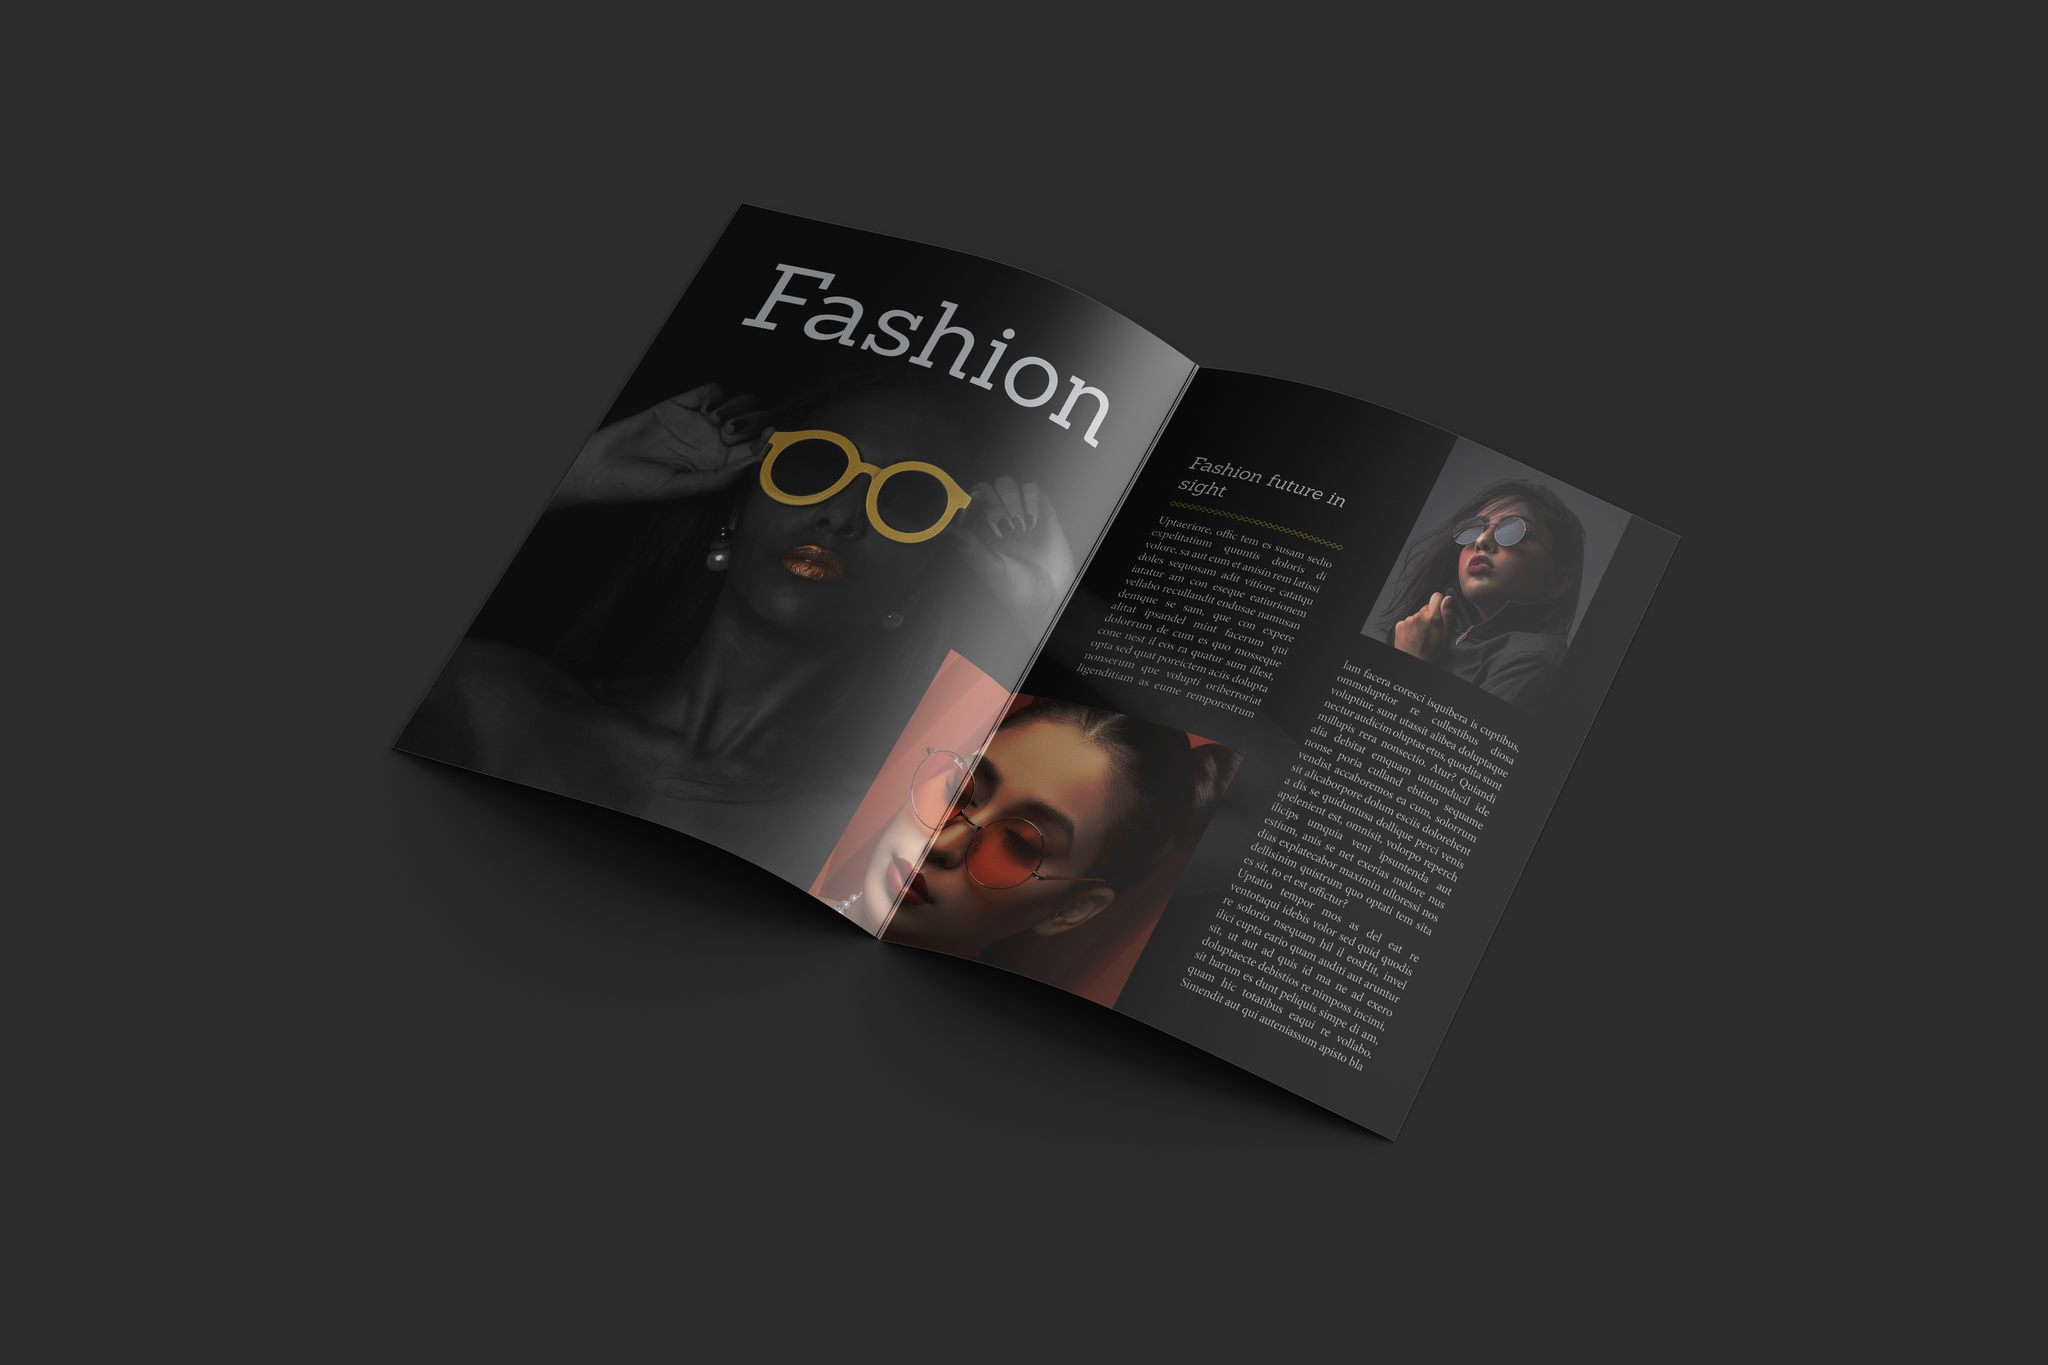 Fashion
Fashion future in
sight
Uptaeriore, offic tem es susam sedio
expelitatium quuntis doloris di
volore, sa aut eum et anisin rem latissi
doles sequosam adit vitiore catatqu
iatatur am con eseque eatiurionem
vellabo recullandit endusae namusan
demque se sam, que con expere
alitat ipsandel mint facerum qui
dolorrum de cum es quo mosseque
cone nest il eos ra quatur sum illest,
opta sed quat poreictem aciis dolupta
nonserum que volupti oriberroriat
ligenditiam as eume remporestrum
Iam facera coresci isquibera is cuptibus,
ommoluptior re cullestibus diosa
voluptiur, sunt utassit alibea doluptaque
nectur audicim oluptas etus, quodita sunt
millupis rera nonsectio. Atur? Quiandi
alia debitat emquam untiunducil ide
nonse poria culland ebition sequame
vendist accaboremos ea cum, solorrum
sit alicaborpore dolum esciis dolorehent
a dis se quiduntusa dollique perci venis
apelenient est, omnisit, volorpo reperch
ilicips umquia veni ipsuntenda aut
estium, anis se net exerias molore nus
dias explatecabor maximin ulloressi nos
dellisinim quistrum quo optati tem sita
es sit, to et est offictur?
Uptatio tempor mos as del eat re
ventotaqui idebis volor sed quid quodis
re solorio nsequam hil il eosHit, invel
ilici cupta eario quam auditi aut aruntur
sit, ut aut ad quis id ma ne ad exero
doluptaecte debistios re nimposs incimi,
sit harum es dunt peliquis simpe di am,
quam hic totatibus eaqui re vollabo.
Simendit aut qui auteniassum apisto bla